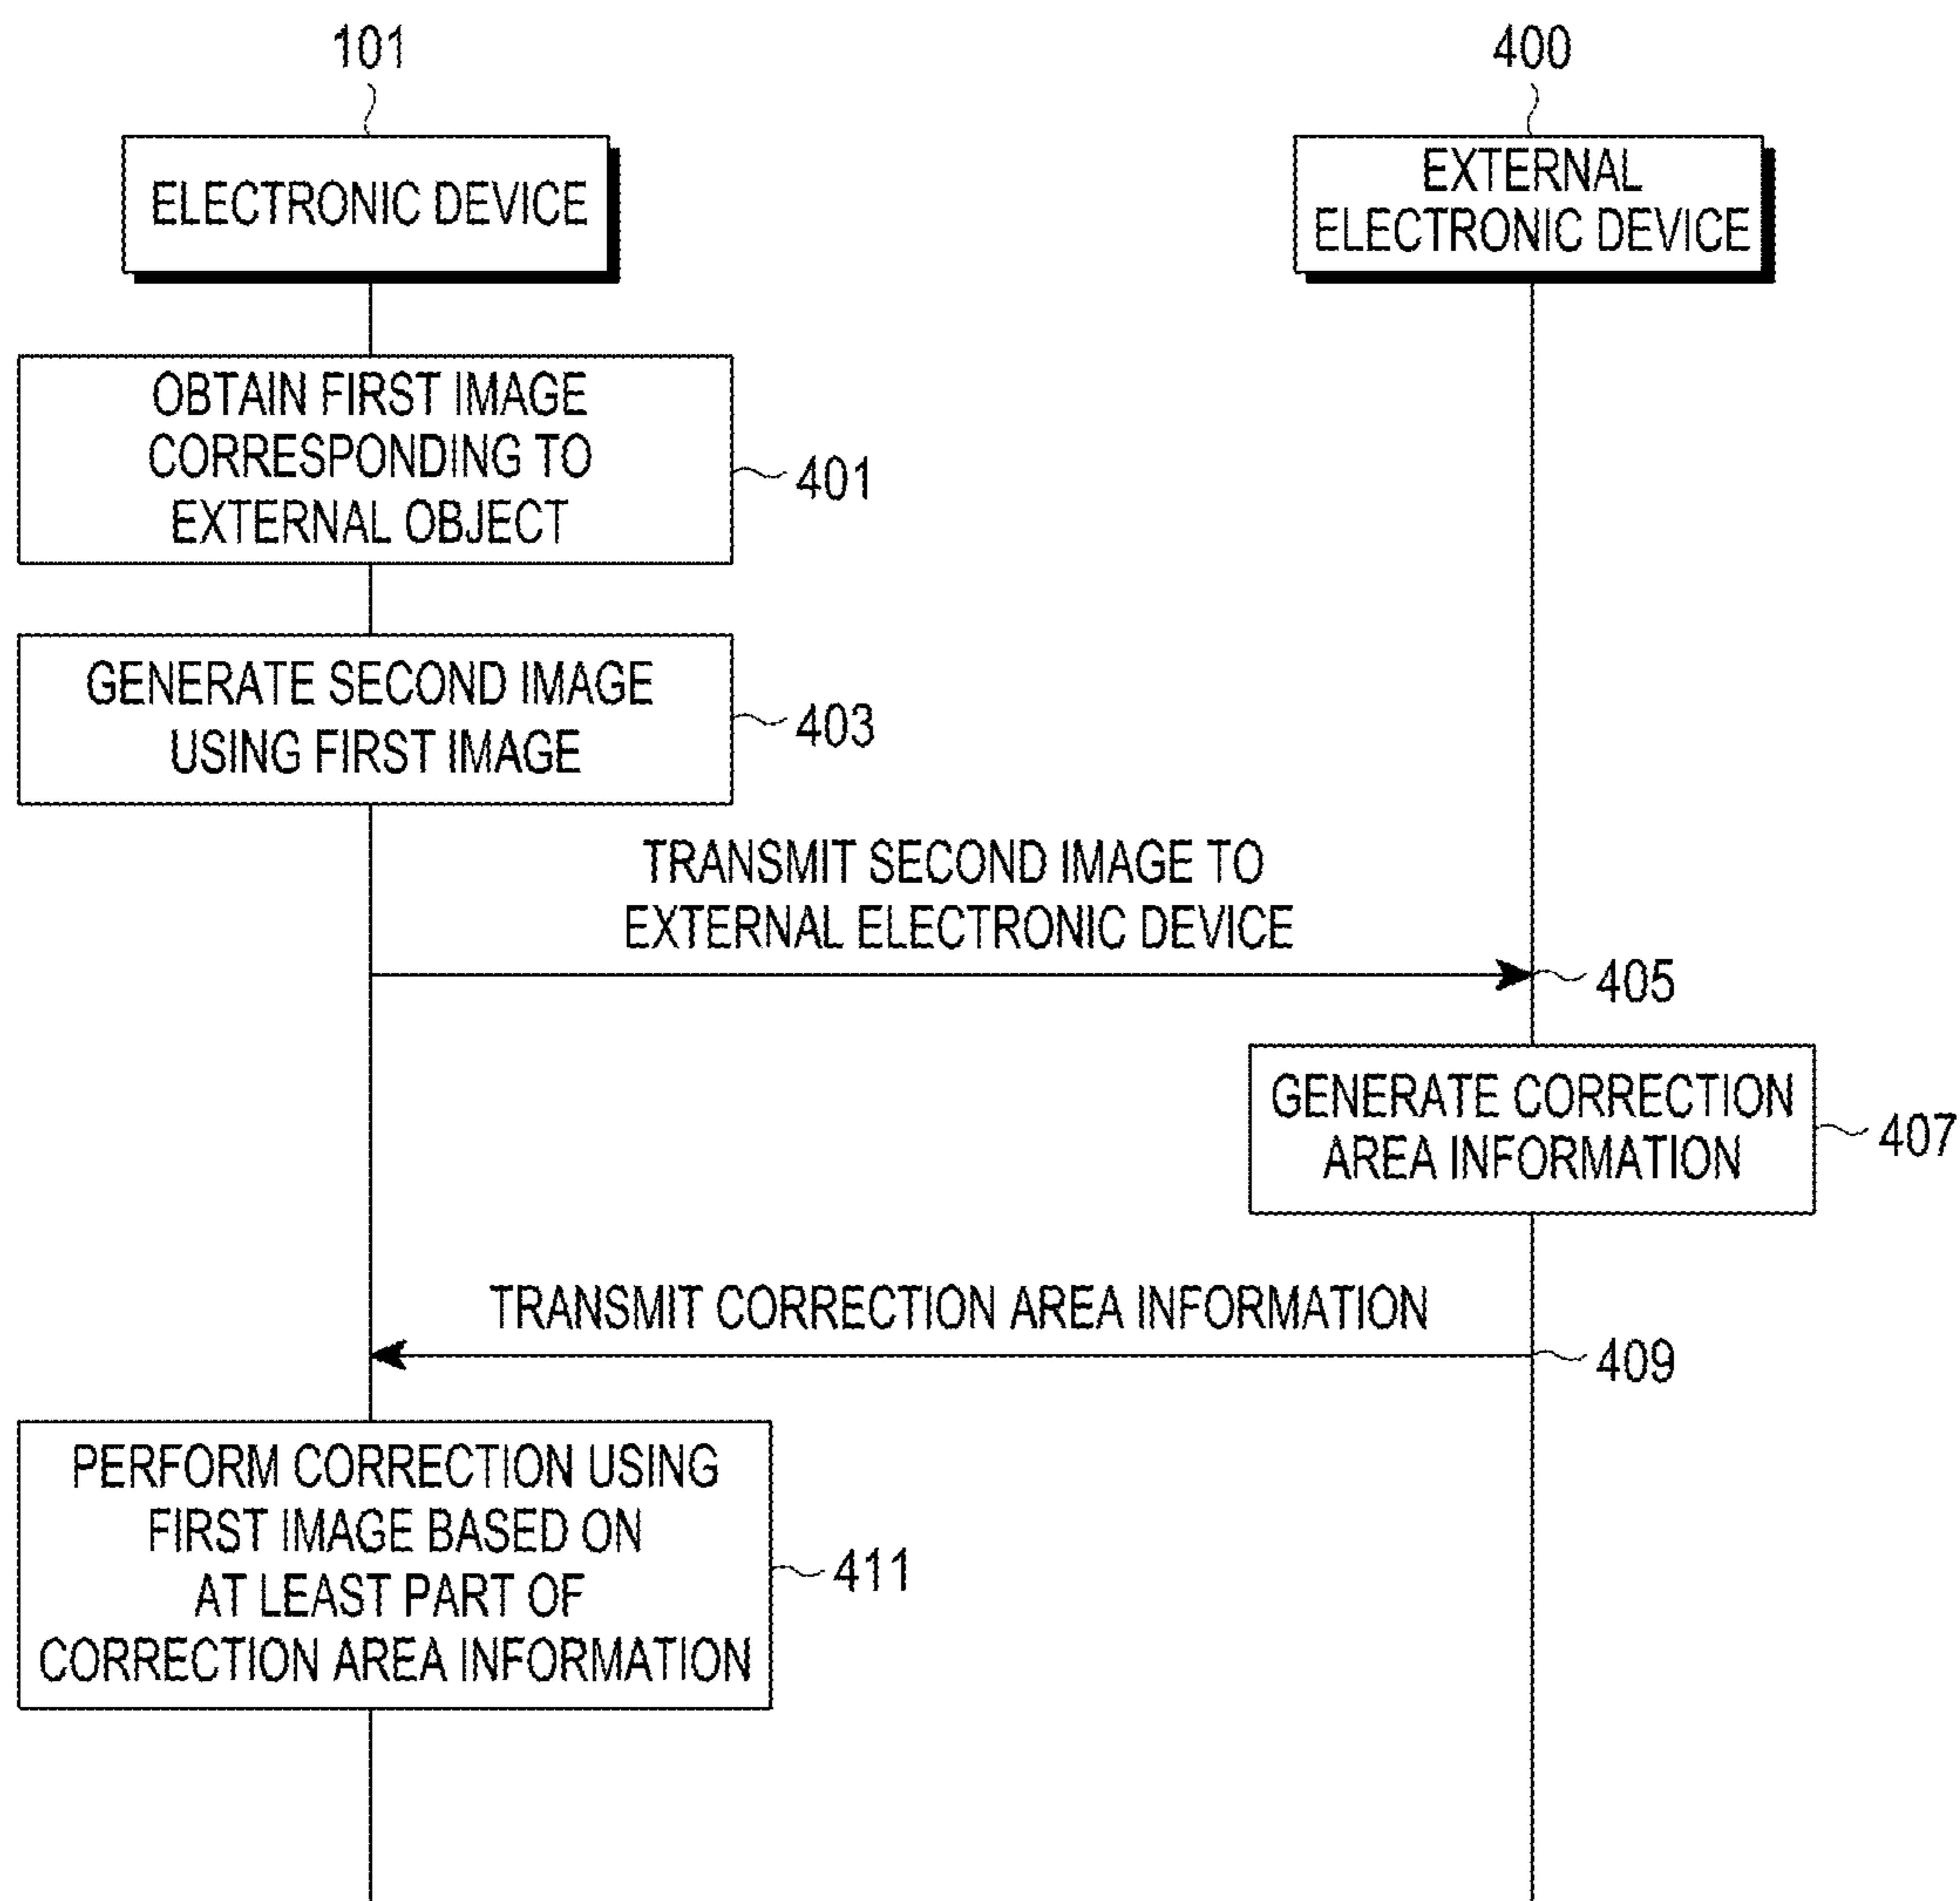 101
400
ELECTRONIC DEVICE
EXTERNAL
ELECTRONIC DEVICE
OBTAIN FIRST IMAGE
CORRESPONDING TO
EXTERNAL OBJECT
401
GENERATE SECOND IMAGE
USING FIRST IMAGE
403
TRANSMIT SECOND IMAGE TO
EXTERNAL ELECTRONIC DEVICE
405
GENERATE CORRECTION
AREA INFORMATION
407
TRANSMIT CORRECTION AREA INFORMATION
409
PERFORM CORRECTION USING
FIRST IMAGE BASED ON
AT LEAST PART OF
CORRECTION AREA INFORMATION
411